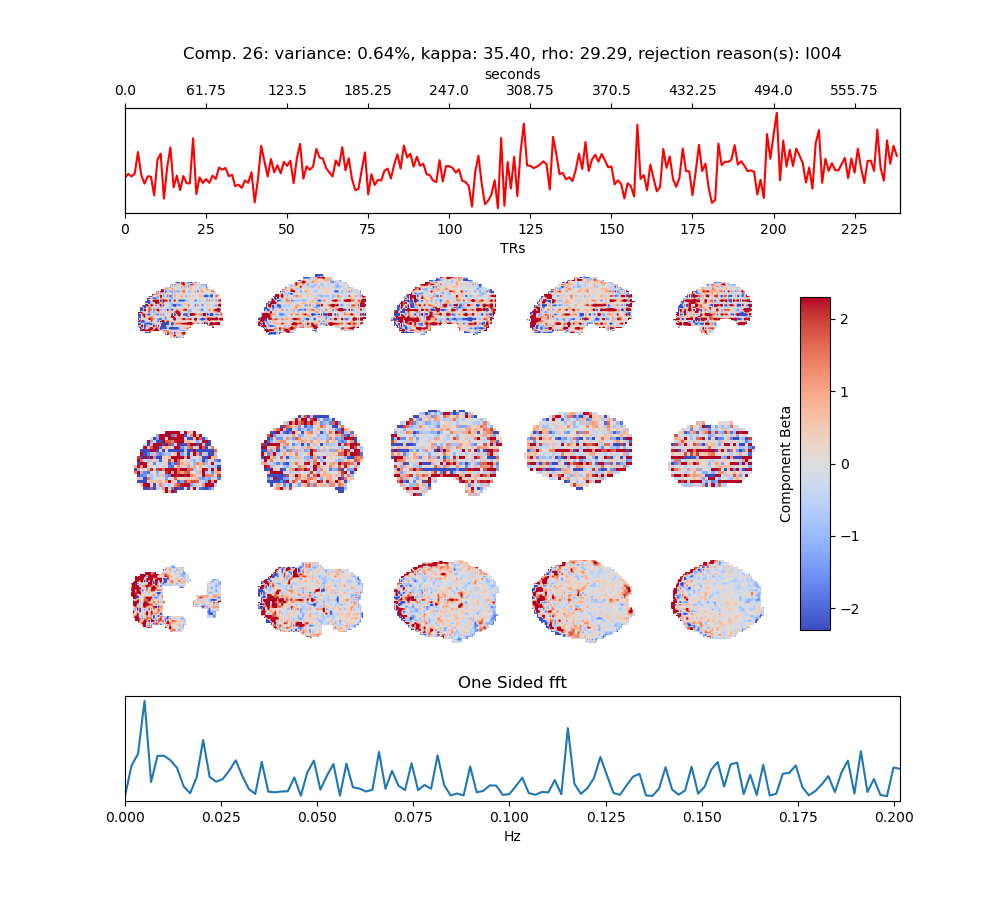 Comp. 26: variance: 0.64%, kappa: 35.40, rho: 29.29, rejection reason(s): I004
seconds
0.0 61.75 123.5 185.25 247.0 308.75 370.5 432.25 494.0 555.75
0 25 50 75 100 125 150 175 200 225
TRs
2
1
0
−1
−2
Component Beta
One Sided fft
0.000 0.025 0.050 0.075 0.100 0.125 0.150 0.175 0.200
Hz